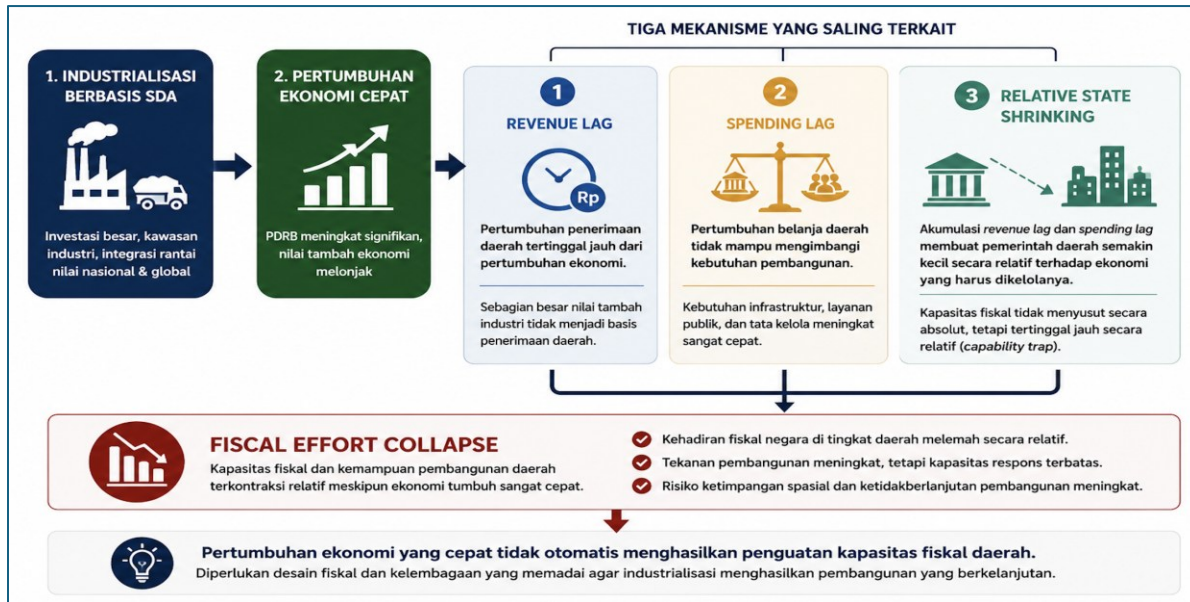 TIGA MEKANISME YANG SALING TERKAIT
1. INDUSTRIALISASI
BERBASIS SDA
Investasi besar, kawasan
industri, integrasi rantai
nilai nasional & global
2. PERTUMBUHAN
EKONOMI CEPAT
PDRB meningkat signifikan,
nilai tambah ekonomi
melonjak
1
REVENUE LAG
Rp
Pertumbuhan penerimaan
daerah tertinggal jauh dari
pertumbuhan ekonomi.
Sebagian besar nilai tambah
industri tidak menjadi basis
penerimaan daerah.
2
SPENDING LAG
Pertumbuhan belanja daerah
tidak mampu mengimbangi
kebutuhan pembangunan.
Kebutuhan infrastruktur, layanan
publik, dan tata kelola meningkat
sangat cepat.
3
RELATIVE STATE
SHRINKING
Akumulasi revenue lag dan spending lag
membuat pemerintah daerah semakin
kecil secara relatif terhadap ekonomi
yang harus dikelolanya.
Kapasitas fiskal tidak menyusut secara
absolut, tetapi tertinggal jauh secara
relatif (capability trap).
FISCAL EFFORT COLLAPSE
Kapasitas fiskal dan kemampuan pembangunan daerah
terkontraksi relatif meskipun ekonomi tumbuh sangat cepat.
Kehadiran fiskal negara di tingkat daerah melemah secara relatif.
Tekanan pembangunan meningkat, tetapi kapasitas respons terbatas.
Risiko ketimpangan spasial dan ketidakberlanjutan pembangunan meningkat.
Pertumbuhan ekonomi yang cepat tidak otomatis menghasilkan penguatan kapasitas fiskal daerah.
Diperlukan desain fiskal dan kelembagaan yang memadai agar industrialisasi menghasilkan pembangunan yang berkelanjutan.